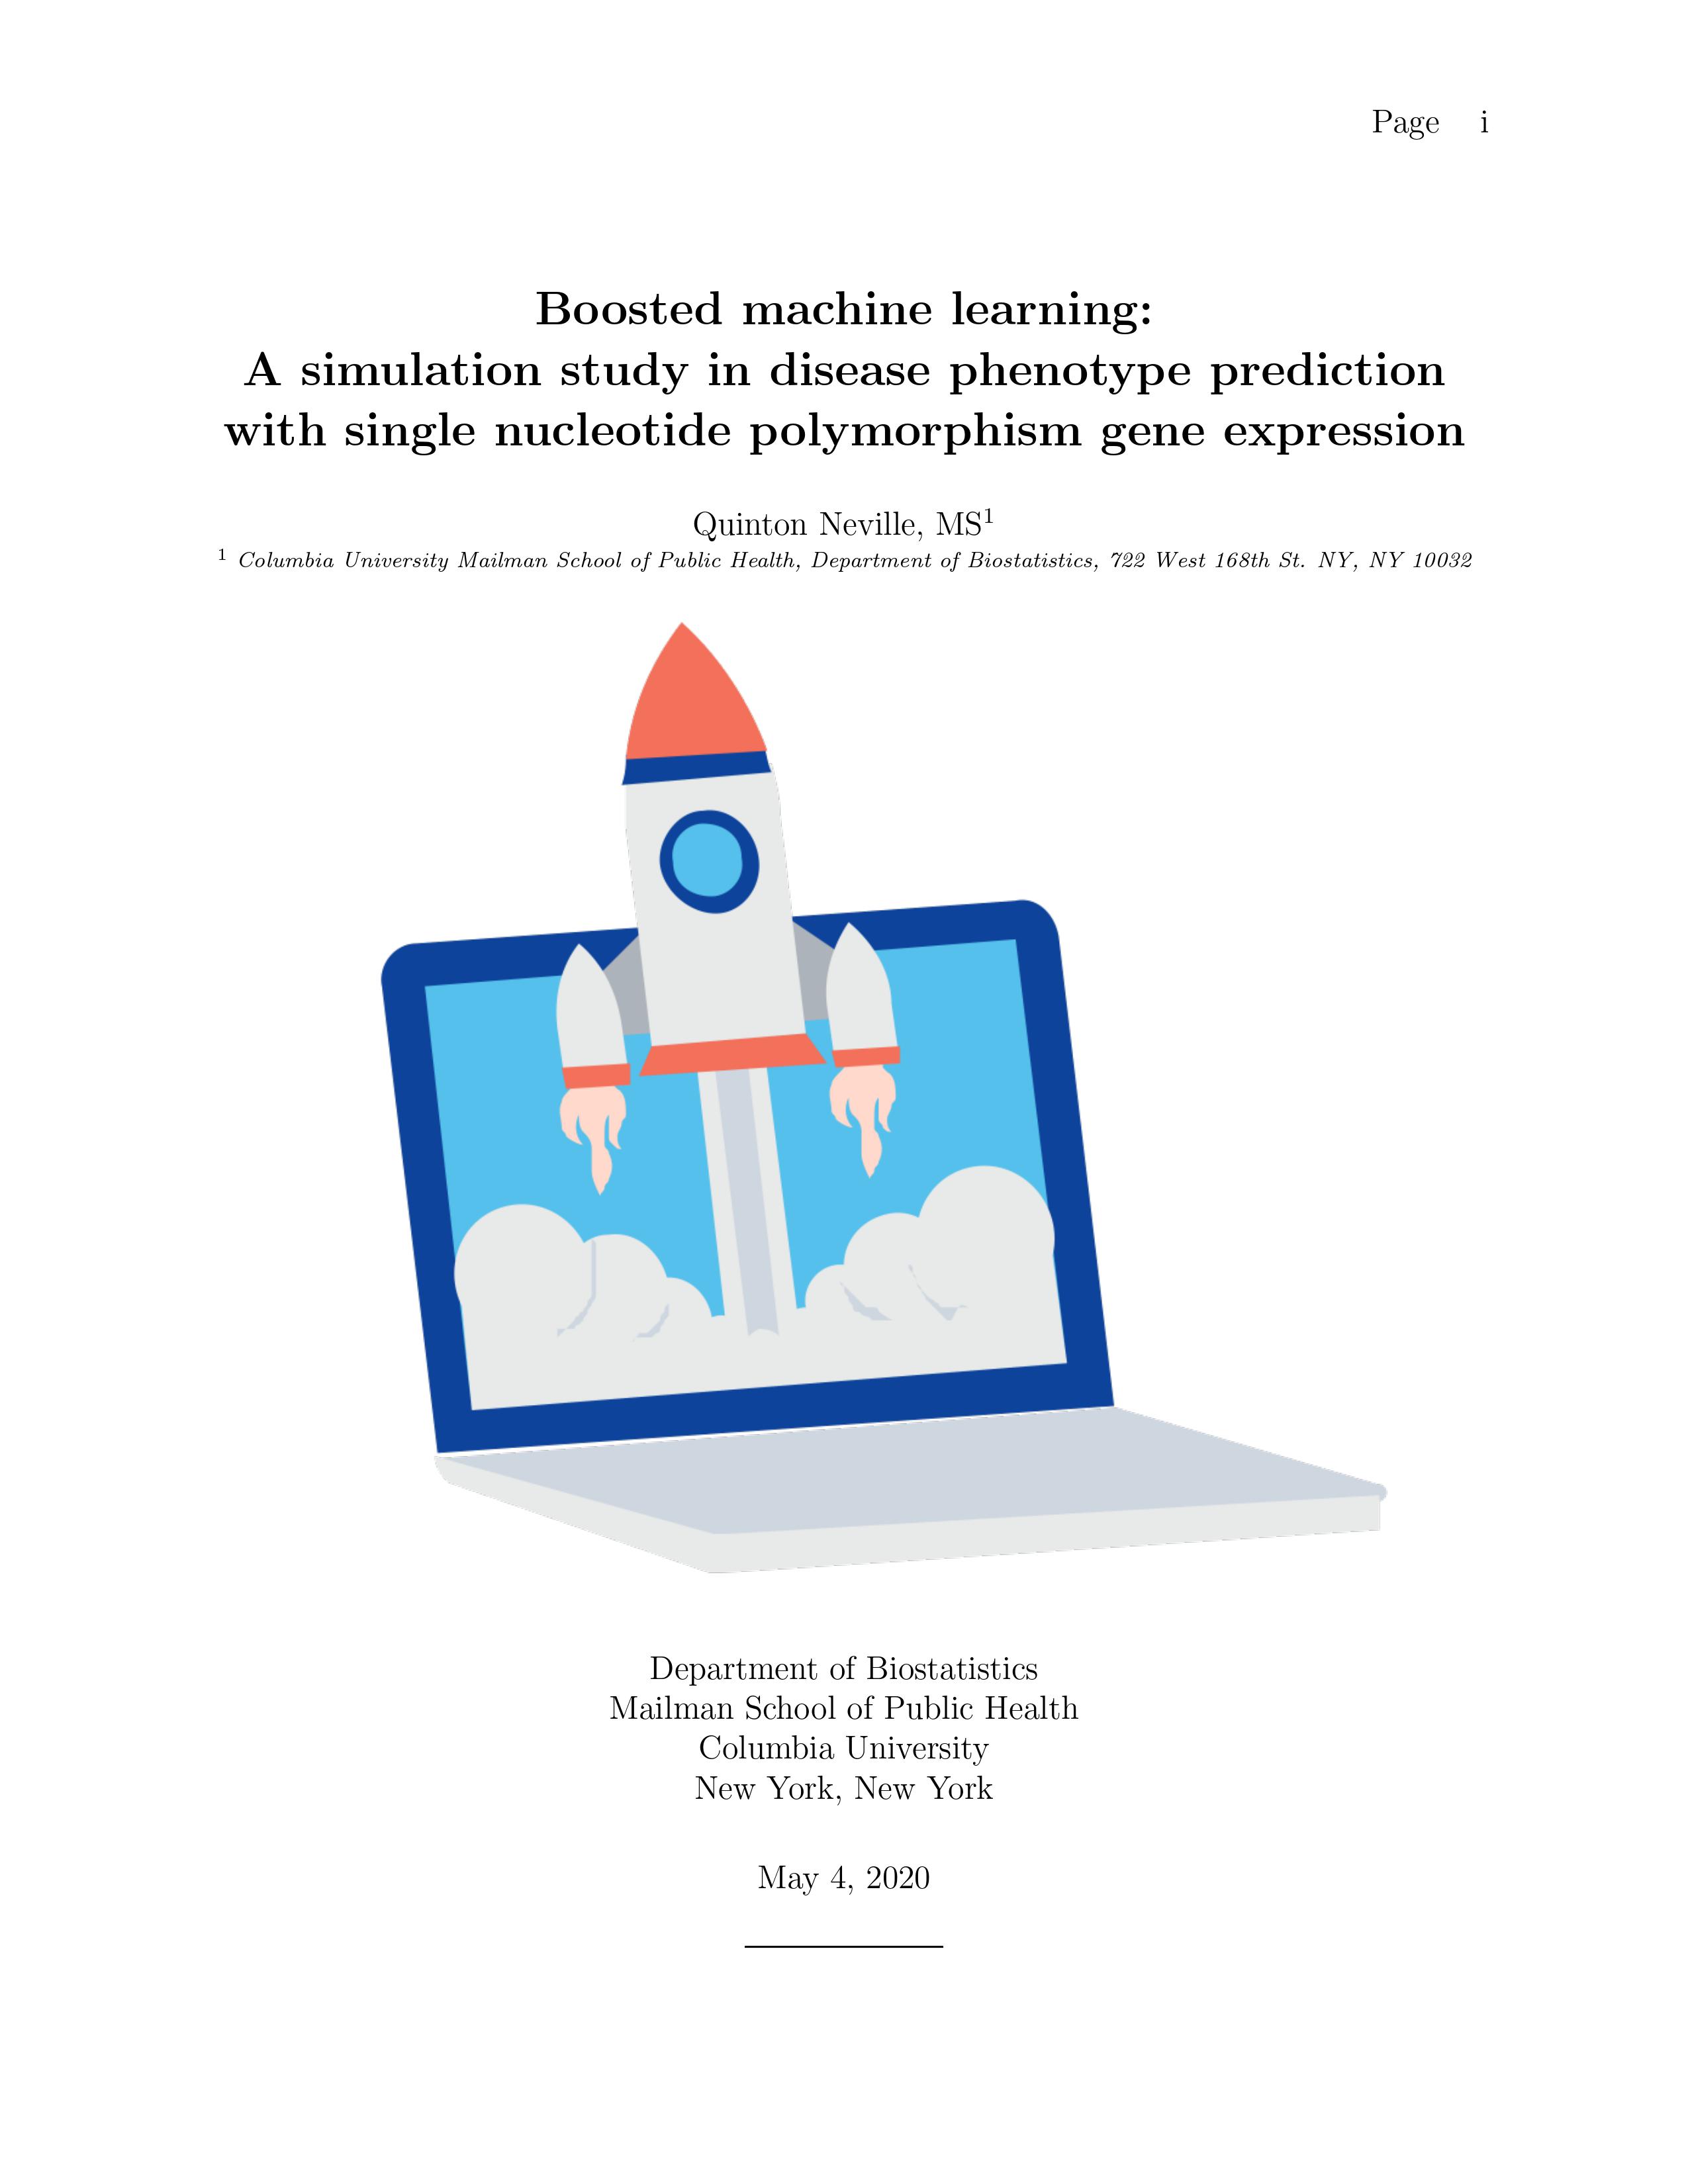 Page i
Boosted machine learning:
A simulation study in disease phenotype prediction
with single nucleotide polymorphism gene expression
Quinton Neville, MS¹
¹ Columbia University Mailman School of Public Health, Department of Biostatistics, 722 West 168th St. NY, NY 10032
Department of Biostatistics
Mailman School of Public Health
Columbia University
New York, New York
May 4, 2020